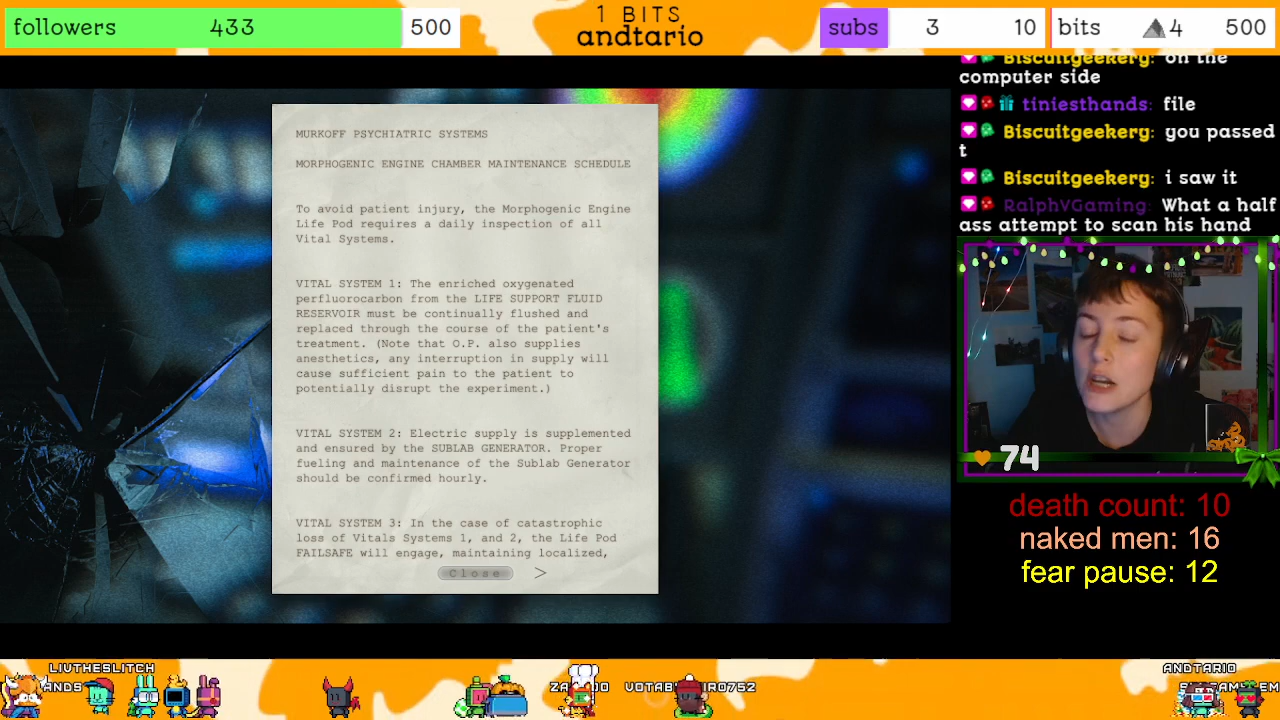 followers 433 500
1 BITS
andtario
subs 3 10
bits 4 500
Biscuitgeekery: on the
computer side
tiniesthands: file
Biscuitgeekery: you passed
t
Biscuitgeekery: i saw it
RalphVGaming: What a half
ass attempt to scan his hand
MURKOFF PSYCHIATRIC SYSTEMS
MORPHOGENIC ENGINE CHAMBER MAINTENANCE SCHEDULE
To avoid patient injury, the Morphogenic Engine
Life Pod requires a daily inspection of all
Vital Systems.
VITAL SYSTEM 1: The enriched oxygenated
perfluorocarbon from the LIFE SUPPORT FLUID
RESERVOIR must be continually flushed and
replaced through the course of the patient's
treatment. (Note that O.P. also supplies
anesthetics, any interruption in supply will
cause sufficient pain to the patient to
potentially disrupt the experiment.)
VITAL SYSTEM 2: Electric supply is supplemented
and ensured by the SUBLAB GENERATOR. Proper
fueling and maintenance of the Sublab Generator
should be confirmed hourly.
VITAL SYSTEM 3: In the case of catastrophic
loss of Vitals Systems 1, and 2, the Life Pod
FAILSAFE will engage, maintaining localized,
Close >
74
death count: 10
naked men: 16
fear pause: 12
LIVTHESLITCH
ANDTARIO